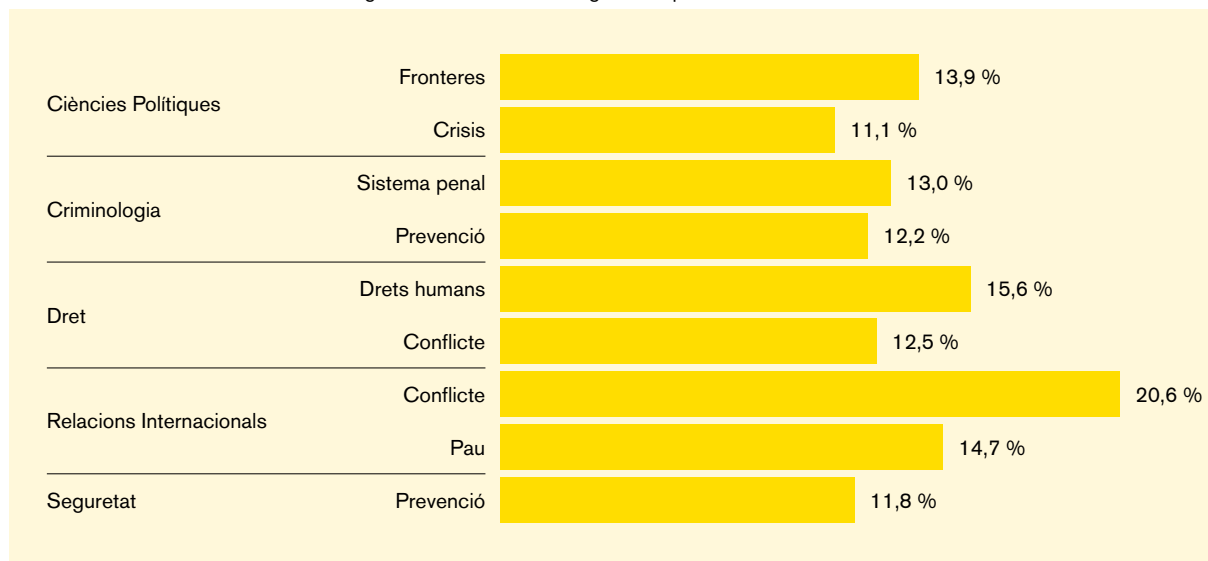 Ciències Polítiques
Fronteres 13,9 %
Crisis 11,1 %
Criminologia
Sistema penal 13,0 %
Prevenció 12,2 %
Dret
Drets humans 15,6 %
Conflicte 12,5 %
Relacions Internacionals
Conflicte 20,6 %
Pau 14,7 %
Seguretat Prevenció 11,8 %